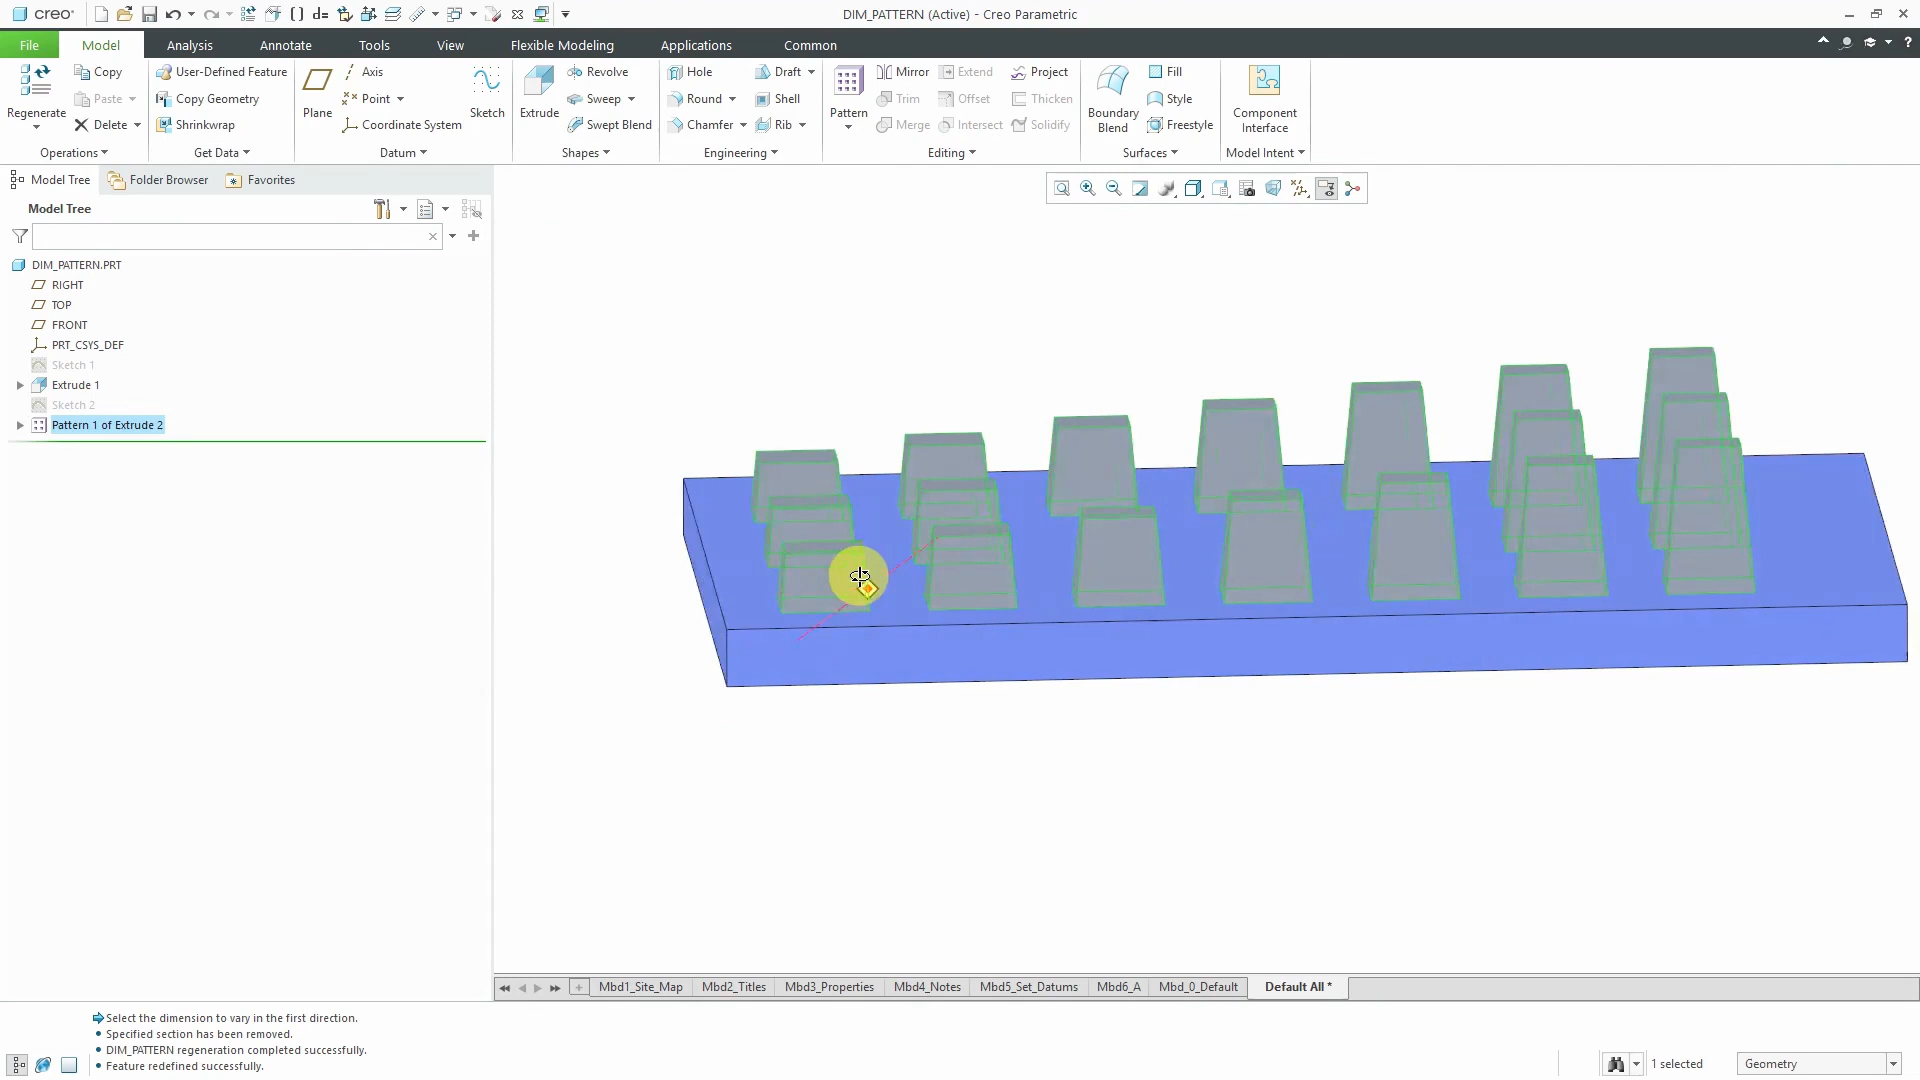 creo
DIM_PATTERN (Active) - Creo Parametric
File Model Analysis Annotate Tools View Flexible Modeling Applications Common
Regenerate
Copy
Paste
Delete
Operations
User-Defined Feature
Copy Geometry
Shrinkwrap
Get Data
Plane
Axis
Point
Coordinate System
Sketch
Datum
Extrude
Revolve
Sweep
Swept Blend
Shapes
Hole
Round
Chamfer
Draft
Shell
Rib
Engineering
Pattern
Mirror
Trim
Merge
Extend
Offset
Intersect
Project
Thicken
Solidify
Editing
Boundary
Blend
Fill
Style
Freestyle
Surfaces
Component
Interface
Model Intent
Model Tree Folder Browser Favorites
Model Tree
DIM_PATTERN.PRT
RIGHT
TOP
FRONT
PRT_CSYS_DEF
Sketch 1
Extrude 1
Sketch 2
Pattern 1 of Extrude 2
Mbd1_Site_Map Mbd2_Titles Mbd3_Properties Mbd4_Notes Mbd5_Set_Datums Mbd6_A Mbd_0_Default Default All *
Select the dimension to vary in the first direction.
• Specified section has been removed.
• DIM_PATTERN regeneration completed successfully.
• Feature redefined successfully.
1 selected
Geometry